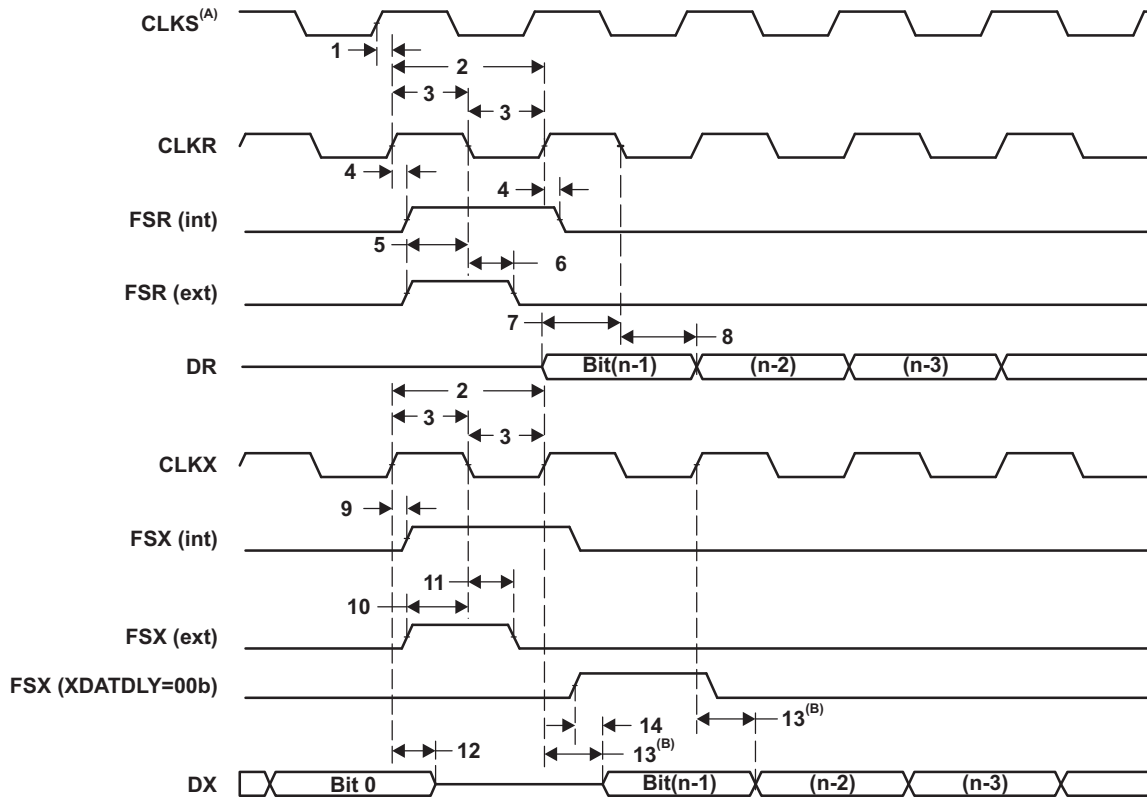 CLKS(A)
1
2
3
3
CLKR
4
4
FSR (int)
5
6
FSR (ext)
7
8
DR
Bit(n-1)
(n-2)
(n-3)
2
3
3
CLKX
9
FSX (int)
11
10
FSX (ext)
FSX (XDATDLY=00b)
14
13(B)
12
13(B)
DX
Bit 0
Bit(n-1)
(n-2)
(n-3)